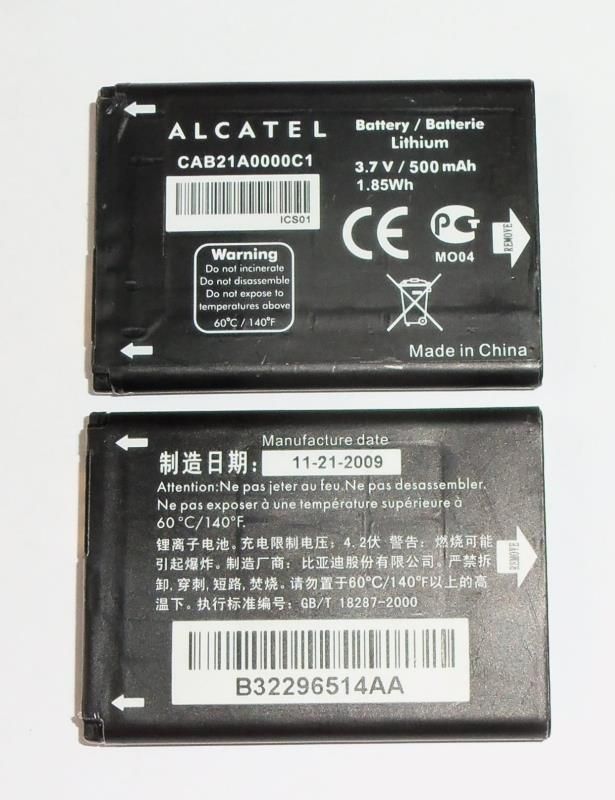 ALCATEL
CAB21A0000C1
ICS01
Battery / Batterie
Lithium
3.7 V / 500 mAh
1.85Wh
CE
PCT
MO04
REMOVE
Warning
Do not incinerate
Do not disassemble
Do not expose to
temperatures above
60°C / 140°F
Made in China
Manufacture date
制造日期: 11-21-2009
Attention:Ne pas jeter au feu.Ne pas desassembler.
Ne pas exposer à une température supérieure à
60 °C/140°F.
锂离子电池。充电限制电压: 4.2伏 警告: 燃烧可能
引起爆炸。制造厂商: 比亚迪股份有限公司。严禁拆
卸,穿刺, 短路, 焚烧。请勿置于60°C/140°F以上的高
温下。执行标准编号: GB/T 18287-2000
REMOVE
B32296514AA